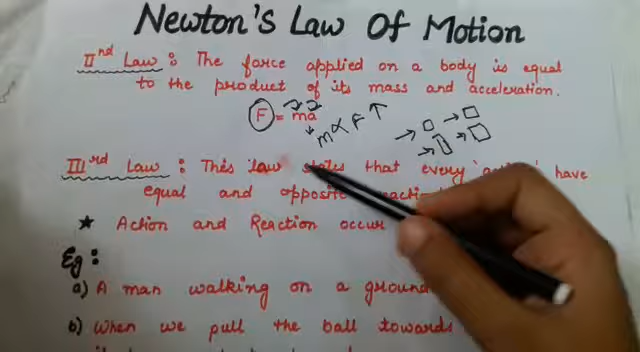 Newton's Law Of Motion
IInd Law : The force applied on a body is equal
to the product of its mass and acceleration.
F = ma
m ∝ F ↑
IIIrd Law : This law states that every 'action' have
equal and opposite
★ Action and Reaction occur
Eg :
a) A man walking on a ground
b) When we pull the ball towards